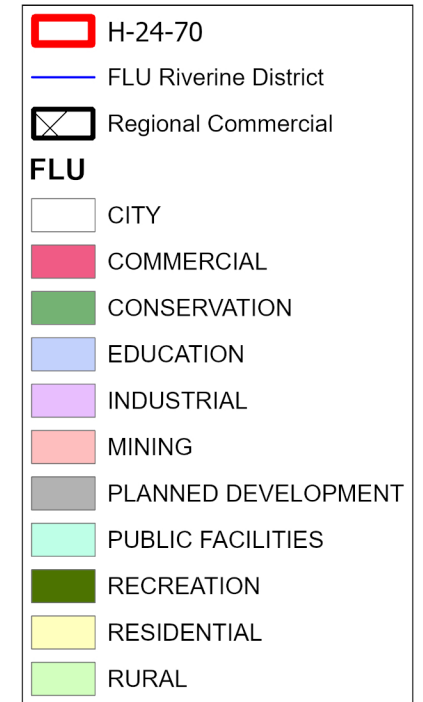 H-24-70
FLU Riverine District
Regional Commercial
FLU
CITY
COMMERCIAL
CONSERVATION
EDUCATION
INDUSTRIAL
MINING
PLANNED DEVELOPMENT
PUBLIC FACILITIES
RECREATION
RESIDENTIAL
RURAL